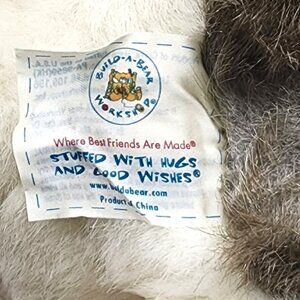 BUILD-A-BEAR
WORKSHOP®
Where Best Friends Are Made®
STUFFED WITH HUGS
AND GOOD WISHES®
www.buildabear.com
Product China